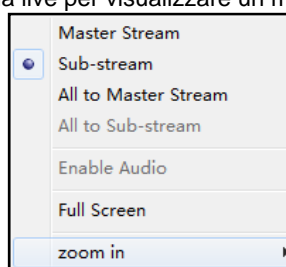 a live per visualizzare un
Master Stream
Sub-stream
All to Master Stream
All to Sub-stream
Enable Audio
Full Screen
zoom in